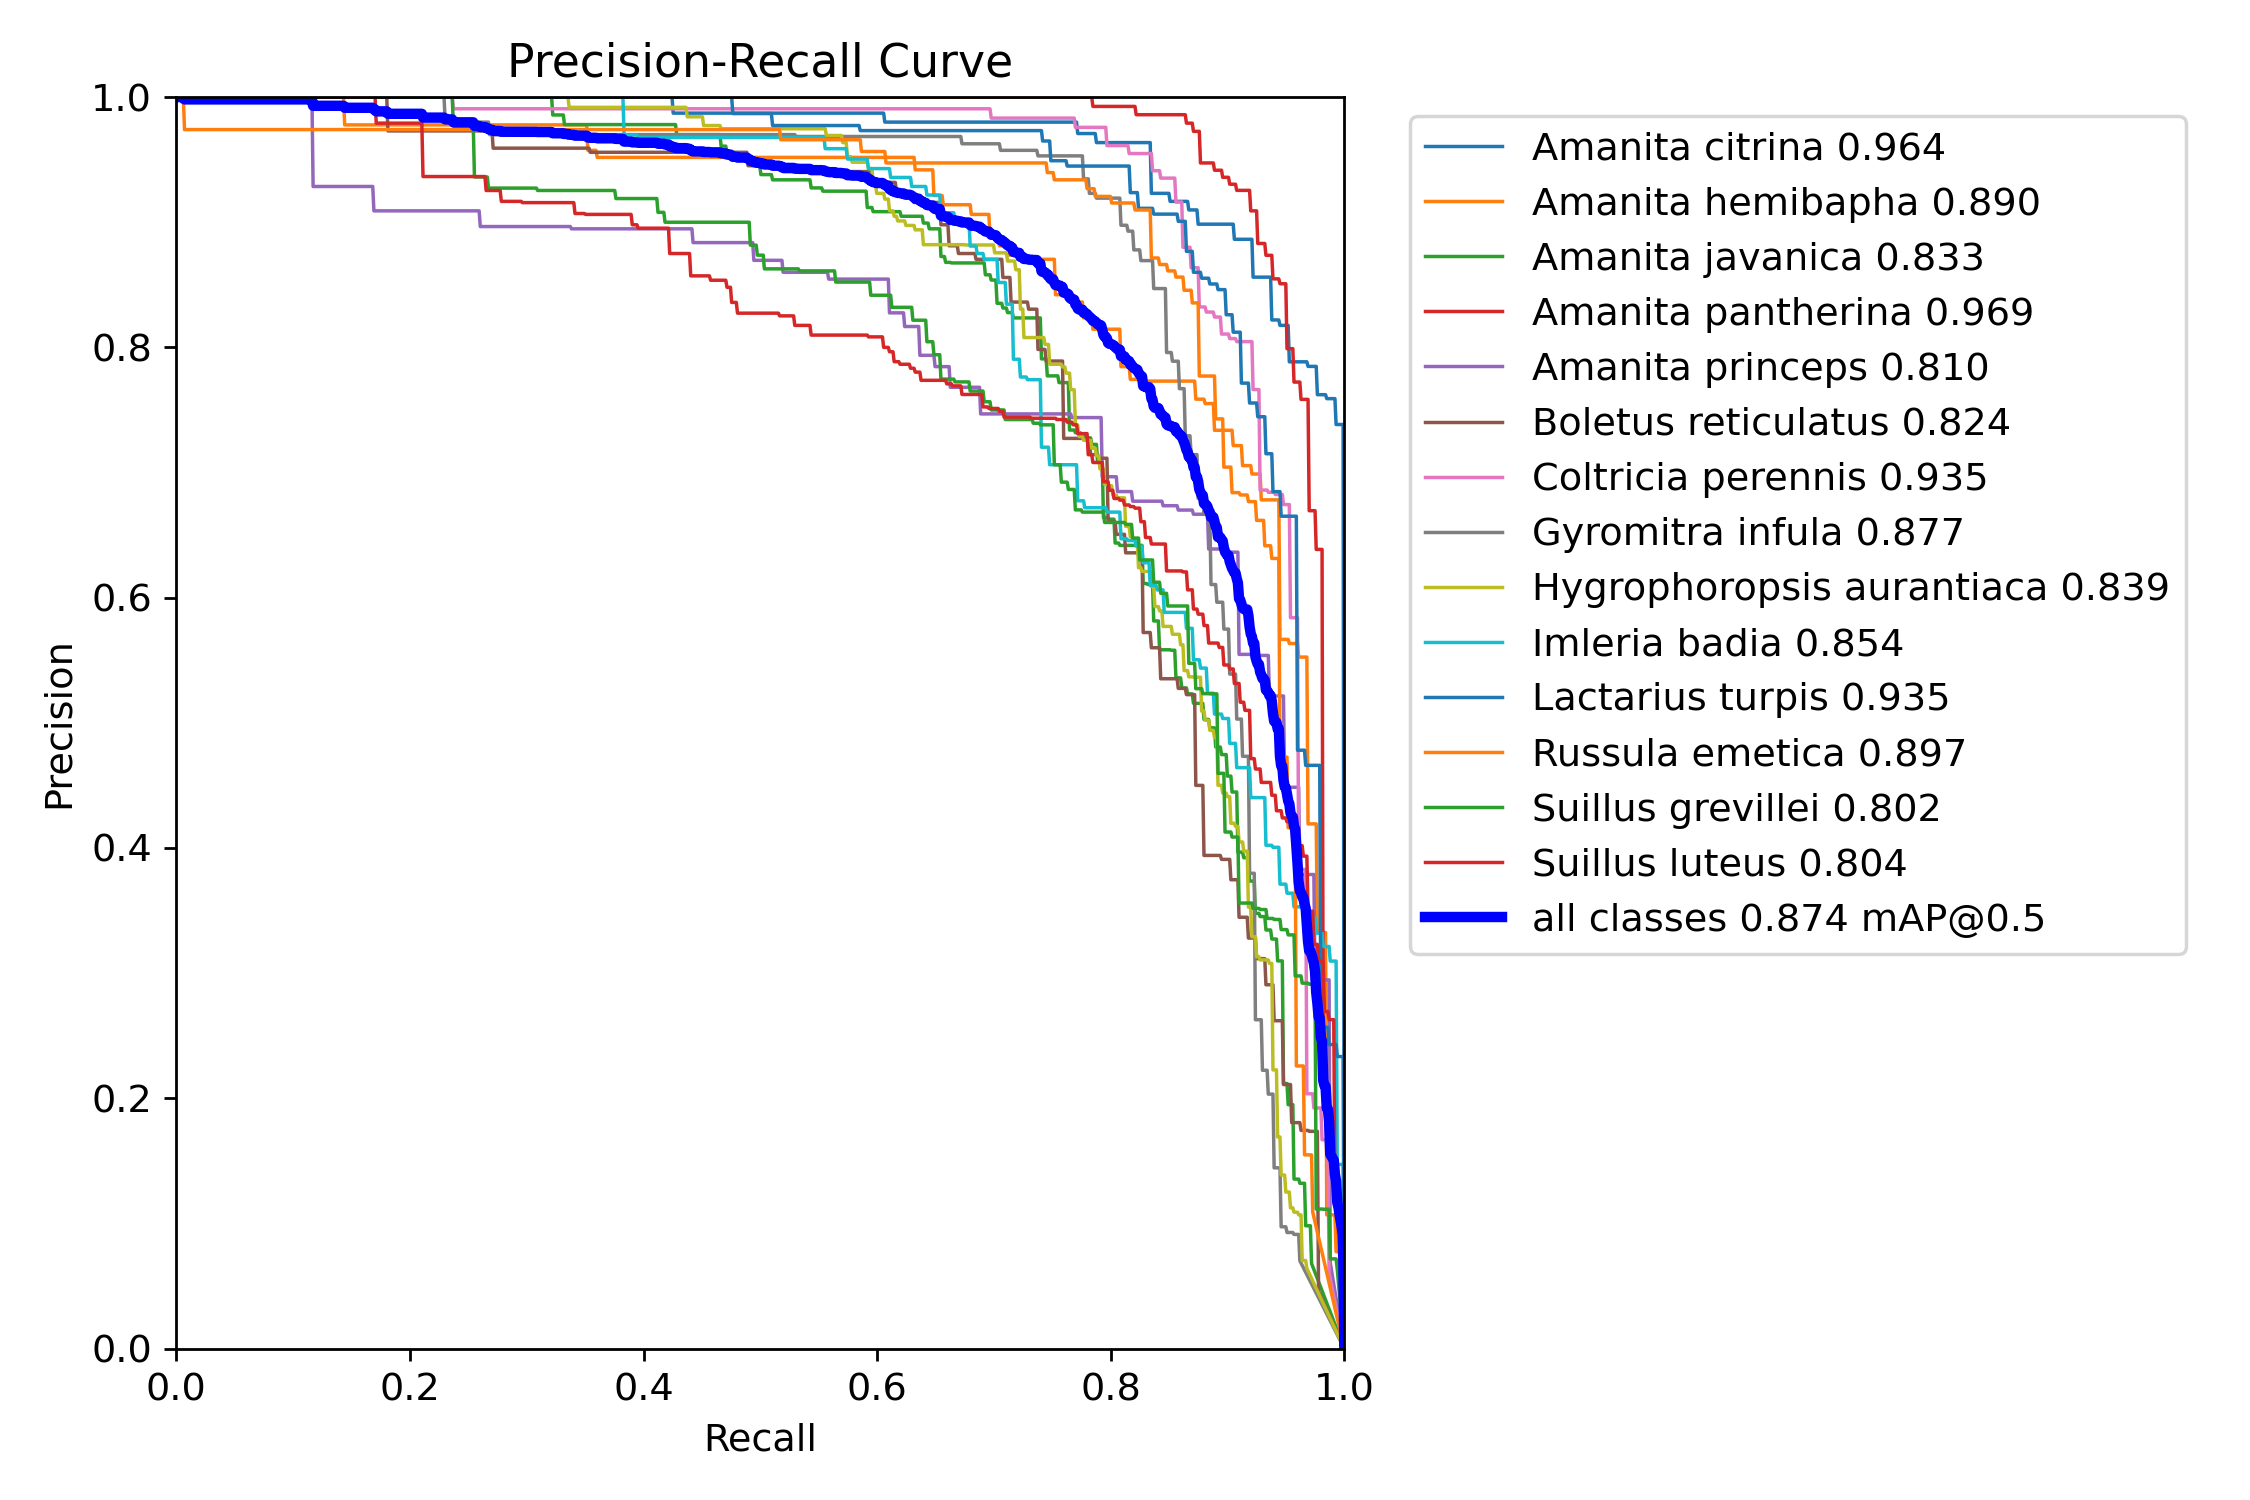 Precision-Recall Curve
1.0
0.8
0.6
0.4
0.2
0.0
Precision
0.0 0.2 0.4 0.6 0.8 1.0
Recall
Amanita citrina 0.964
Amanita hemibapha 0.890
Amanita javanica 0.833
Amanita pantherina 0.969
Amanita princeps 0.810
Boletus reticulatus 0.824
Coltricia perennis 0.935
Gyromitra infula 0.877
Hygrophoropsis aurantiaca 0.839
Imleria badia 0.854
Lactarius turpis 0.935
Russula emetica 0.897
Suillus grevillei 0.802
Suillus luteus 0.804
all classes 0.874 mAP@0.5